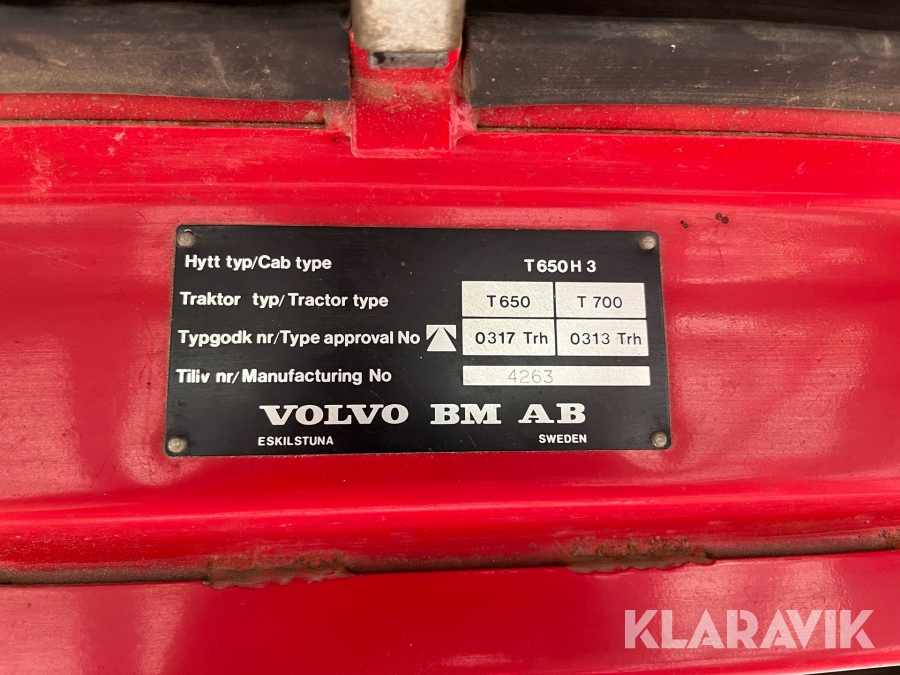 Hytt typ/Cab type T650H 3
Traktor typ/Tractor type T650 T 700
Typgodk nr/Type approval No 0317 Trh 0313 Trh
Tiliv nr/Manufacturing No 4263
VOLVO BM AB
ESKILSTUNA SWEDEN
KLARAVIK